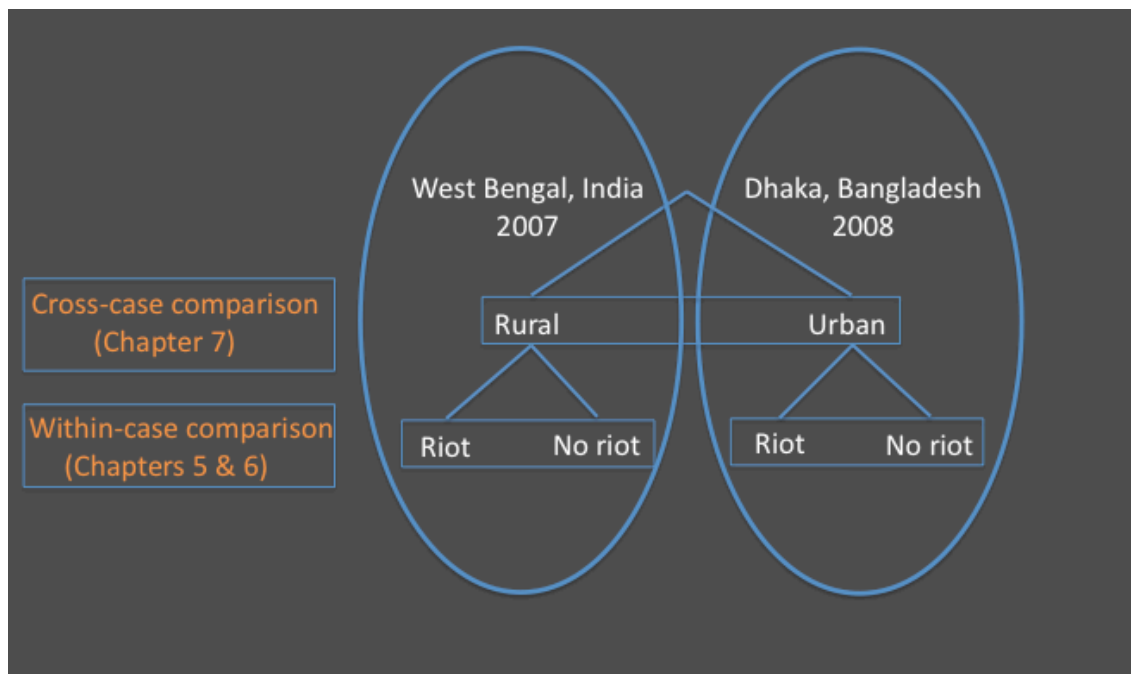 West Bengal, India
2007
Dhaka, Bangladesh
2008
Cross-case comparison
(Chapter 7)
Rural
Urban
Within-case comparison
(Chapters 5 & 6)
Riot
No riot
Riot
No riot